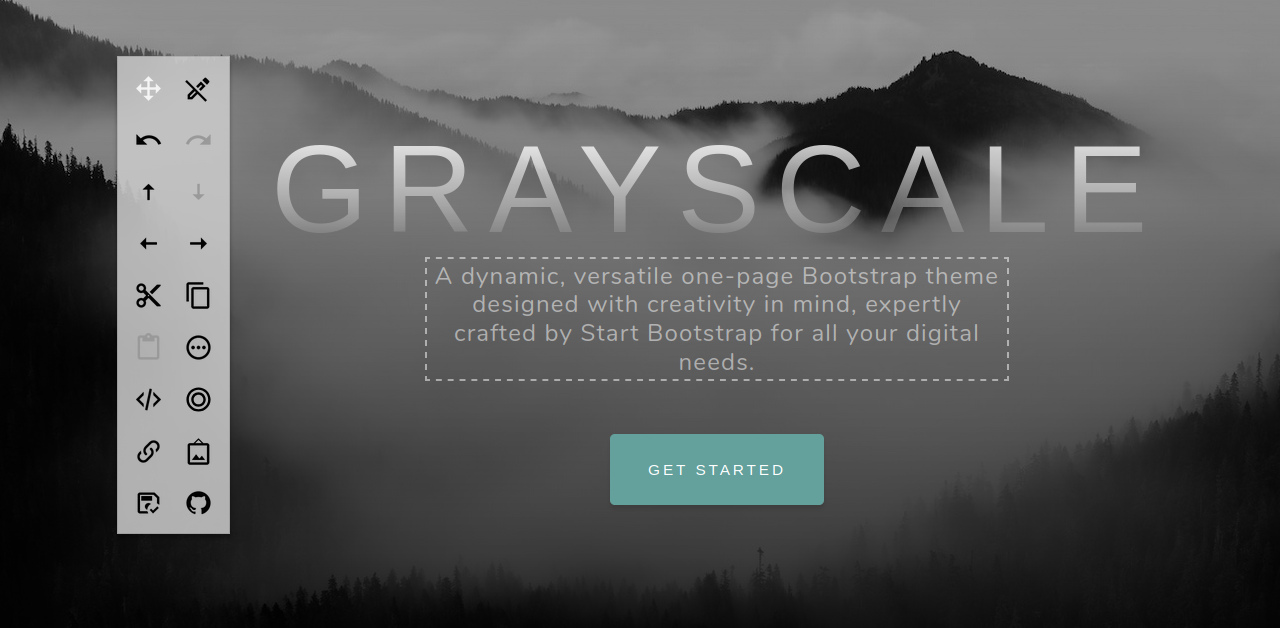 GRAYSCALE
A dynamic, versatile one-page Bootstrap theme
designed with creativity in mind, expertly
crafted by Start Bootstrap for all your digital
needs.
GET STARTED